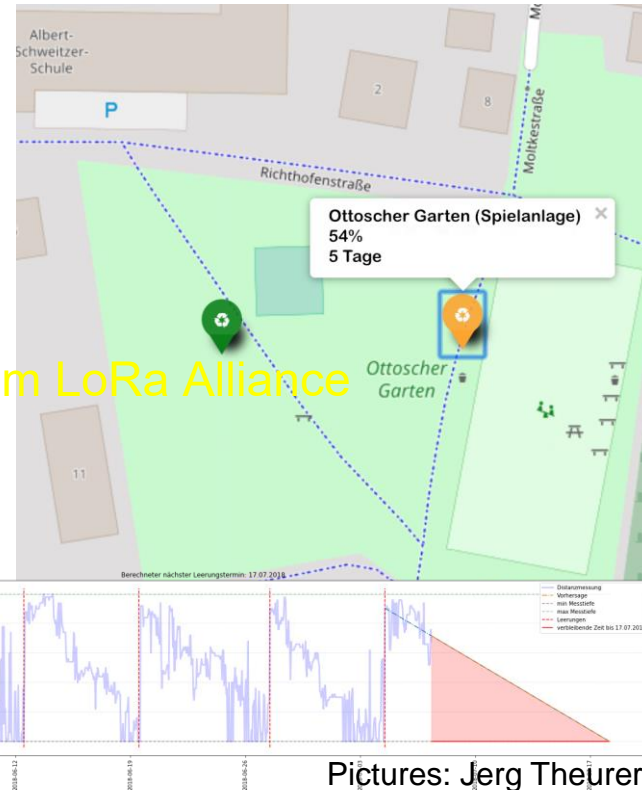 Albert-
Schweitzer-
Schule
P
2
8
Moltkestraße
Richthofenstraße
Ottoscher Garten (Spielanlage) ×
54%
5 Tage
m LoRa Alliance
Ottoscher
Garten
11
Berechneter nächster Leerungstermin: 17.07.2018
Distanzmessung
Vorhersage
min Messtiefe
max Messtiefe
Leerungen
verbleibende Zeit bis 17.07.201
2018-06-12
2018-06-19
2018-06-26
Pictures: Jerg Theurer